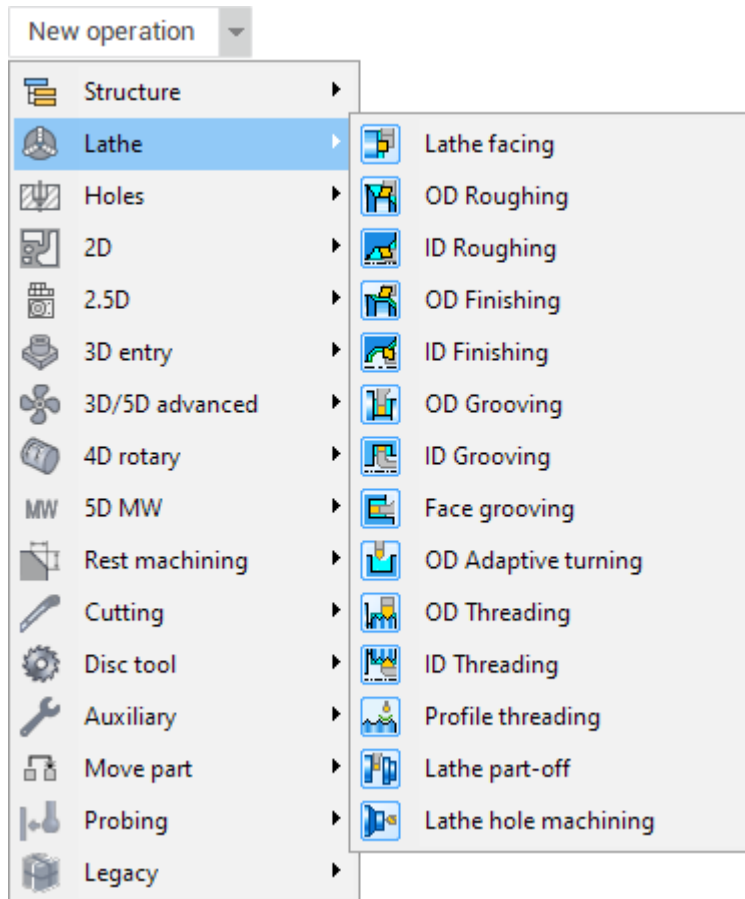 New operation
Structure
Lathe
Holes
2D
2.5D
3D entry
3D/5D advanced
4D rotary
MW 5D MW
Rest machining
Cutting
Disc tool
Auxiliary
Move part
Probing
Legacy
Lathe facing
OD Roughing
ID Roughing
OD Finishing
ID Finishing
OD Grooving
ID Grooving
Face grooving
OD Adaptive turning
OD Threading
ID Threading
Profile threading
Lathe part-off
Lathe hole machining